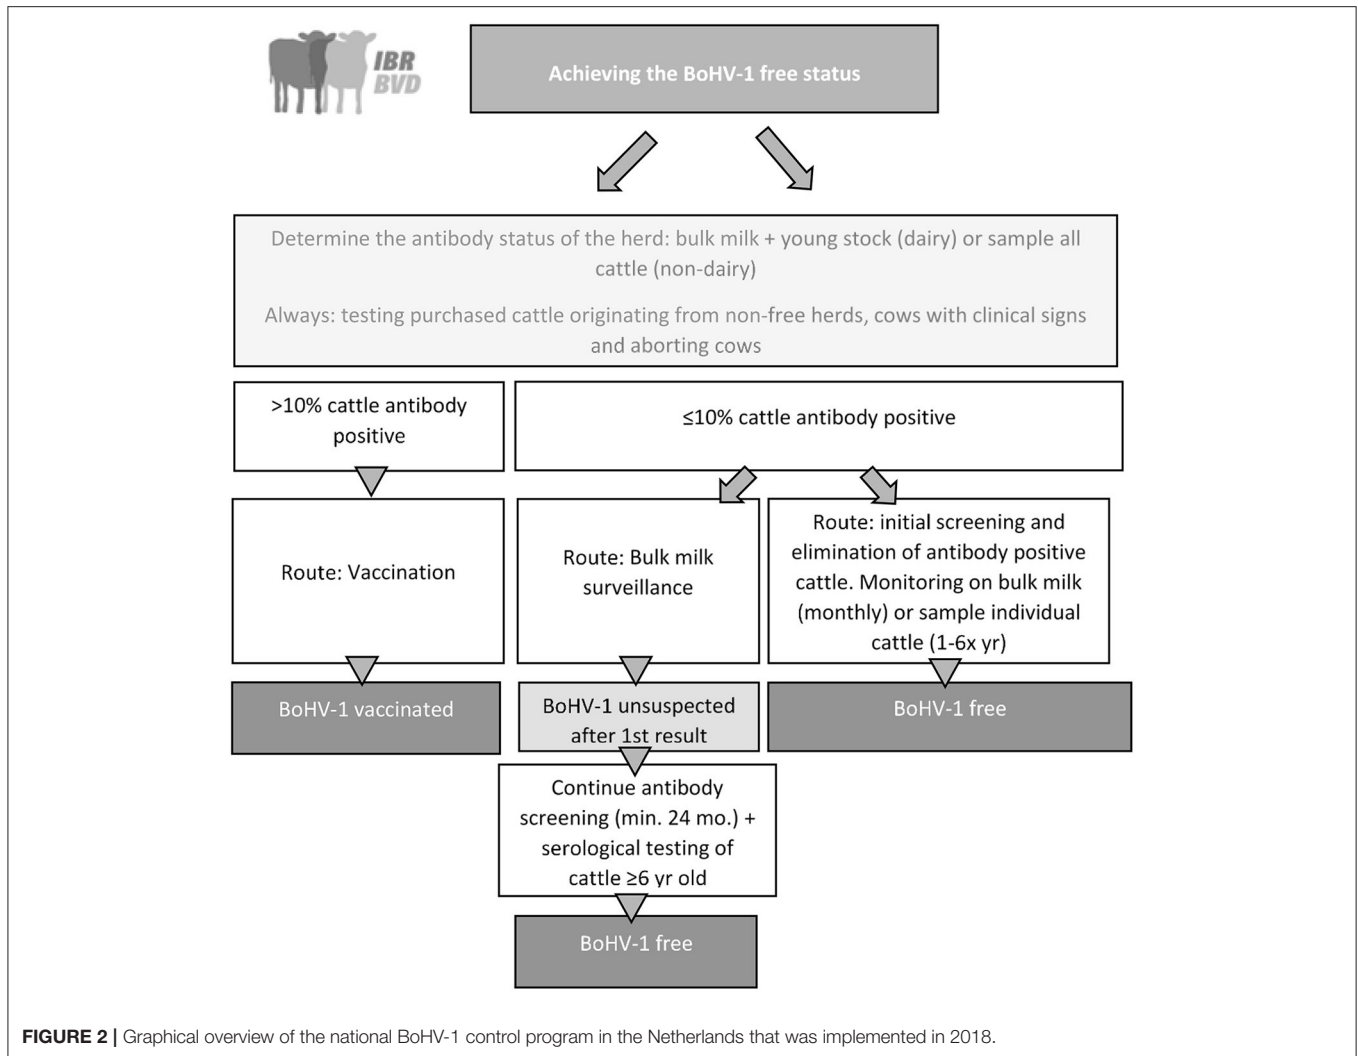 IBR
BVD
Achieving the BoHV-1 free status
Determine the antibody status of the herd: bulk milk + young stock (dairy) or sample all
cattle (non-dairy)
Always: testing purchased cattle originating from non-free herds, cows with clinical signs
and aborting cows
>10% cattle antibody
positive
≤10% cattle antibody positive
Route: Vaccination
Route: Bulk milk
surveillance
Route: initial screening and
elimination of antibody positive
cattle. Monitoring on bulk milk
(monthly) or sample individual
cattle (1-6x yr)
BoHV-1 vaccinated
BoHV-1 unsuspected
after 1st result
BoHV-1 free
Continue antibody
screening (min. 24 mo.) +
serological testing of
cattle ≥6 yr old
BoHV-1 free
FIGURE 2 | Graphical overview of the national BoHV-1 control program in the Netherlands that was implemented in 2018.